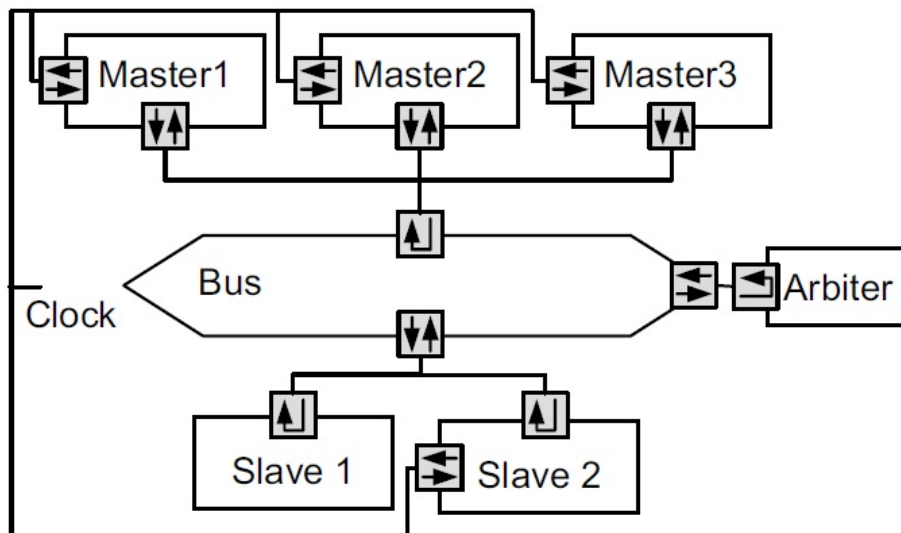 Master1
Master2
Master3
Bus
Arbiter
Clock
Slave 1
Slave 2